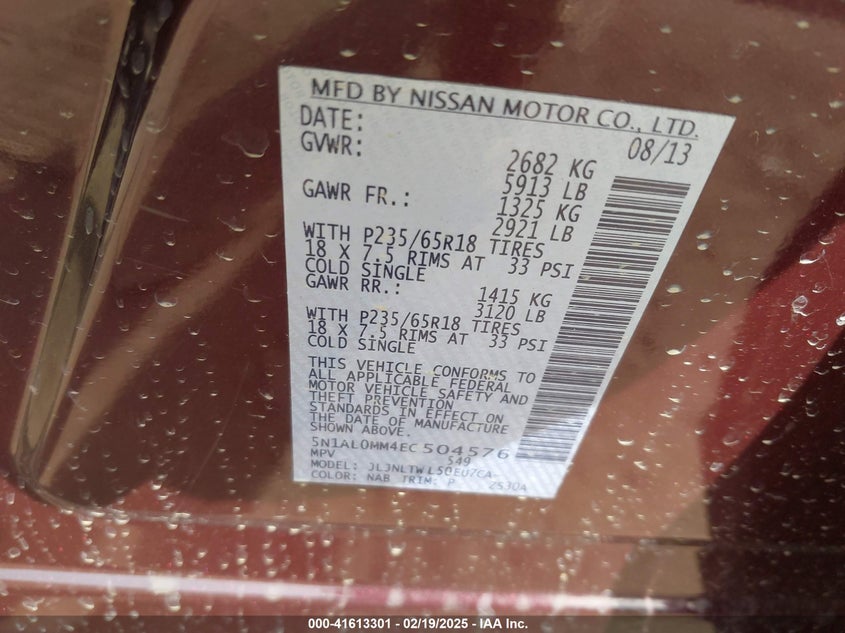 MFD BY NISSAN MOTOR CO., LTD.
DATE: 08/13
GVWR: 2682 KG
5913 LB
GAWR FR.: 1325 KG
2921 LB
WITH P235/65R18 TIRES
18 X 7.5 RIMS AT 33 PSI
COLD SINGLE
GAWR RR.: 1415 KG
3120 LB
WITH P235/65R18 TIRES
18 X 7.5 RIMS AT 33 PSI
COLD SINGLE
THIS VEHICLE CONFORMS TO
ALL APPLICABLE FEDERAL
MOTOR VEHICLE SAFETY AND
THEFT PREVENTION
STANDARDS IN EFFECT ON
THE DATE OF MANUFACTURE
SHOWN ABOVE
5N1AL0MM4EC504576
MPV 549
MODEL: JLJNLTWL50EU7CA-
COLOR: NAB TRIM: P 2530A
000-41613301 - 02/19/2025 - IAA Inc.